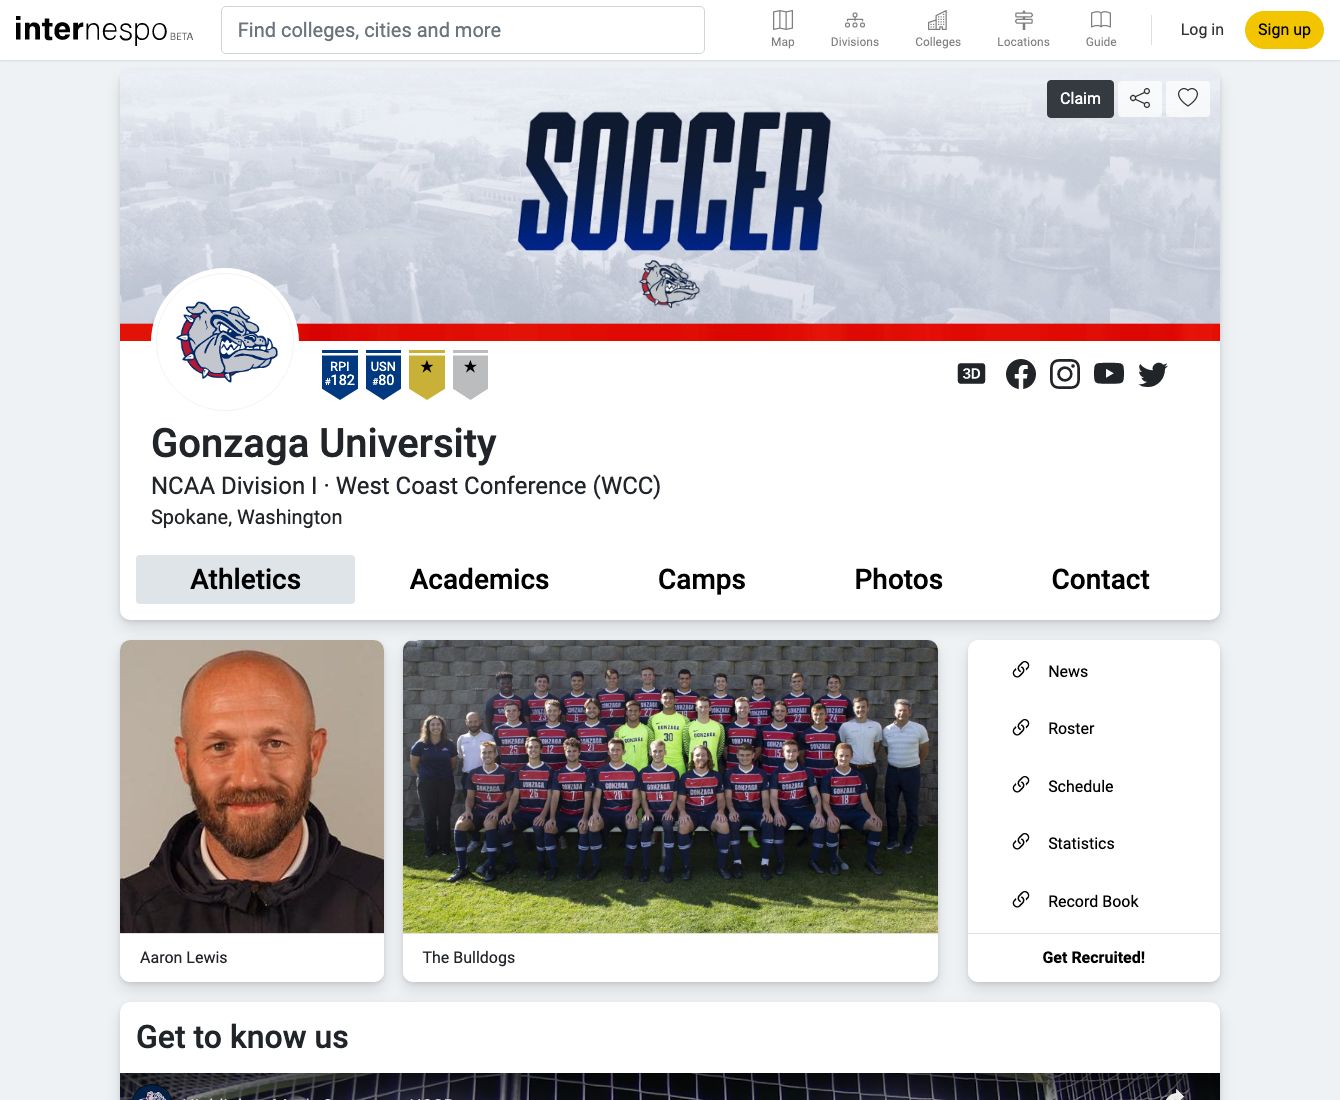 internespo BETA
Find colleges, cities and more
Map
Divisions
Colleges
Locations
Guide
Log in
Sign up
Claim
SOCCER
RPI
#182
USN
#80
3D
Gonzaga University
NCAA Division I · West Coast Conference (WCC)
Spokane, Washington
Athletics
Academics
Camps
Photos
Contact
Aaron Lewis
The Bulldogs
News
Roster
Schedule
Statistics
Record Book
Get Recruited!
Get to know us